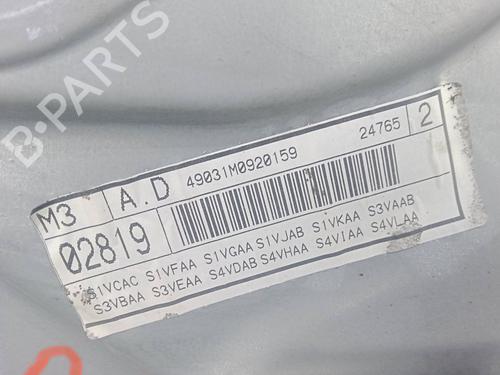 B-PARTS
M3 A.D 49031M0920159 24765 2
02819
S1VCAC S1VFAA S1VGAA S1VJAB S1VKAA S3VAAB
S3VBAA S3VEAA S4VDAB S4VHAA S4VIAA S4VLAA